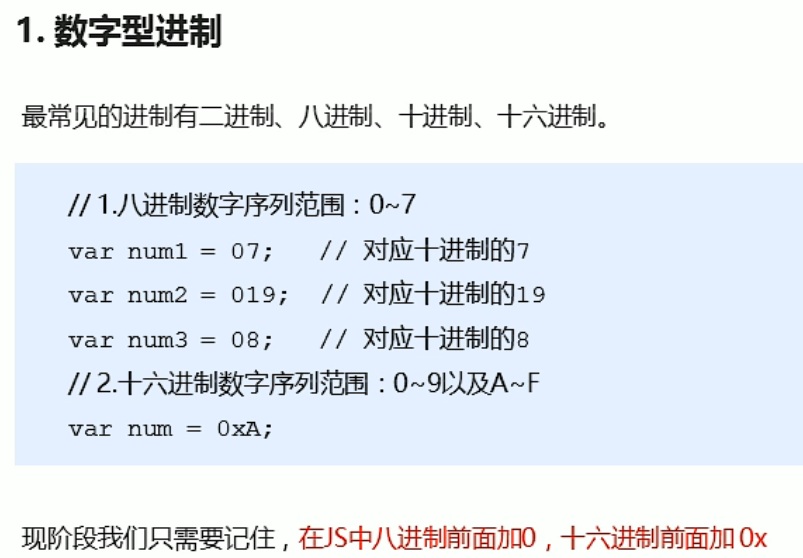 1. 数字型进制
最常见的进制有二进制、八进制、十进制、十六进制。
// 1.八进制数字序列范围：0~7
var num1 = 07;   // 对应十进制的7
var num2 = 019;  // 对应十进制的19
var num3 = 08;   // 对应十进制的8
// 2.十六进制数字序列范围：0~9以及A~F
var num = 0xA;
现阶段我们只需要记住，在JS中八进制前面加0，十六进制前面加 0x